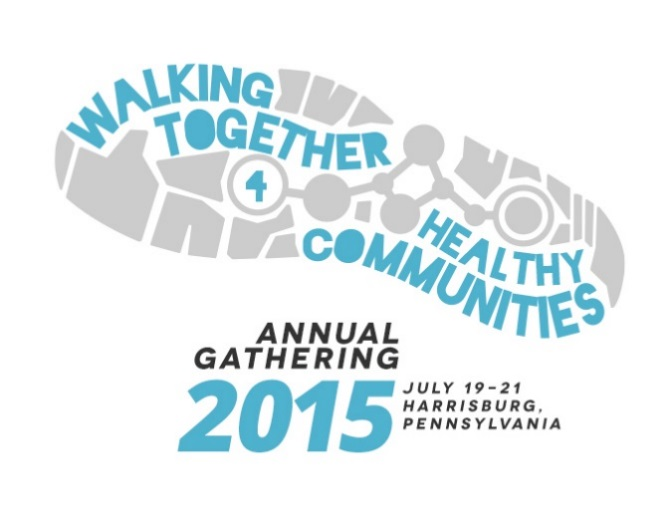 WALKING
TOGETHER
4
HEALTHY
COMMUNITIES
ANNUAL
GATHERING
2015
JULY 19-21
HARRISBURG,
PENNSYLVANIA